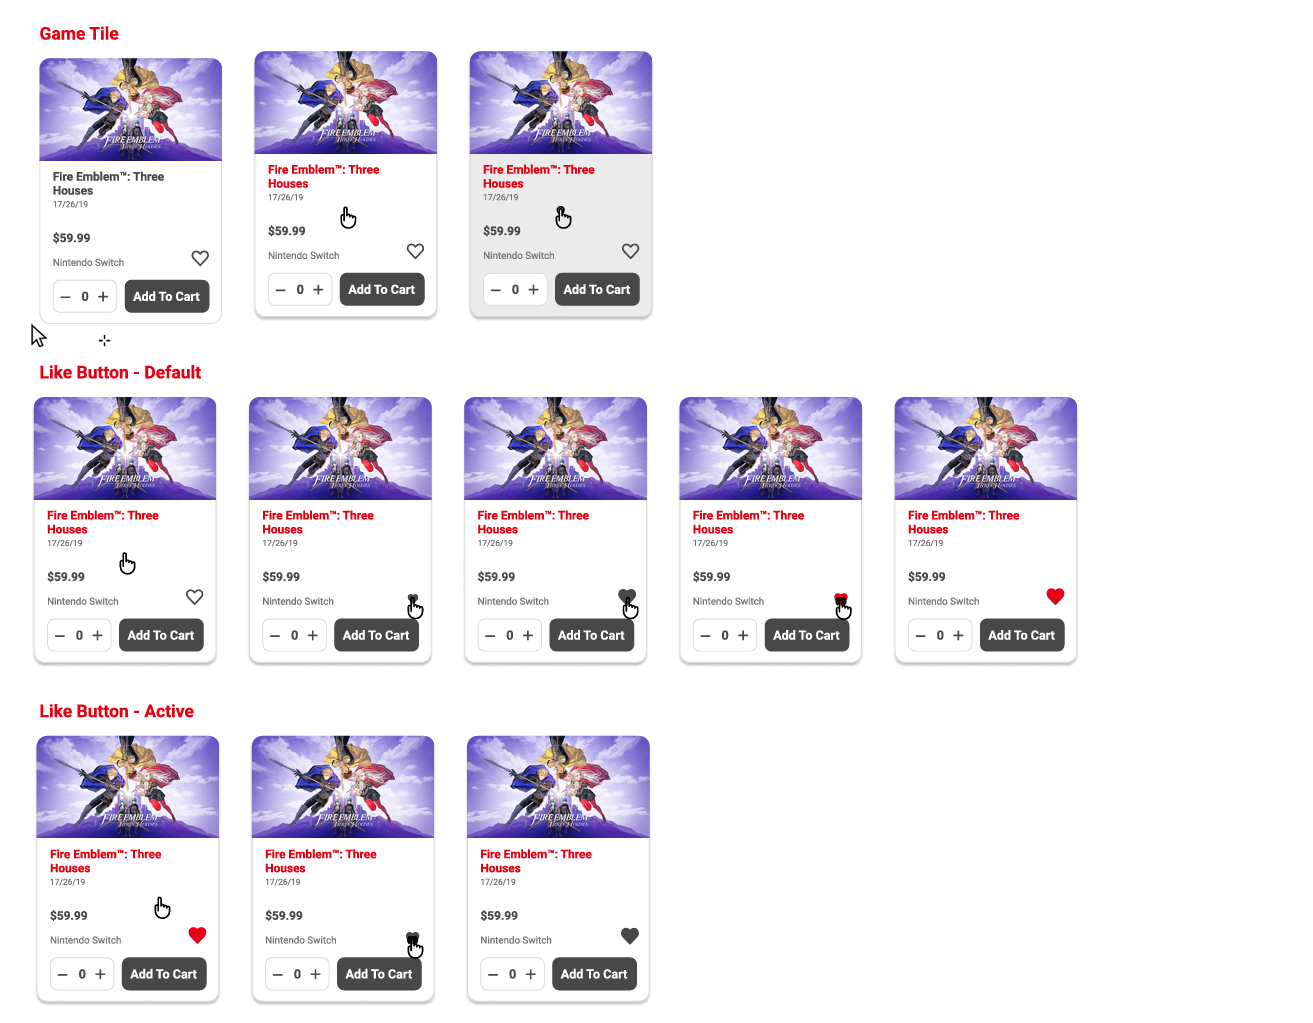 Game Tile
FIRE EMBLEM
THREE HOUSES
Fire Emblem™: Three
Houses
17/26/19
$59.99
Nintendo Switch
0
Add To Cart
FIRE EMBLEM
THREE HOUSES
Fire Emblem™: Three
Houses
17/26/19
$59.99
Nintendo Switch
0
Add To Cart
FIRE EMBLEM
THREE HOUSES
Fire Emblem™: Three
Houses
17/26/19
$59.99
Nintendo Switch
0
Add To Cart
Like Button - Default
FIRE EMBLEM
THREE HOUSES
Fire Emblem™: Three
Houses
17/26/19
$59.99
Nintendo Switch
0
Add To Cart
FIRE EMBLEM
THREE HOUSES
Fire Emblem™: Three
Houses
17/26/19
$59.99
Nintendo Switch
0
Add To Cart
FIRE EMBLEM
THREE HOUSES
Fire Emblem™: Three
Houses
17/26/19
$59.99
Nintendo Switch
0
Add To Cart
FIRE EMBLEM
THREE HOUSES
Fire Emblem™: Three
Houses
17/26/19
$59.99
Nintendo Switch
0
Add To Cart
FIRE EMBLEM
THREE HOUSES
Fire Emblem™: Three
Houses
17/26/19
$59.99
Nintendo Switch
0
Add To Cart
Like Button - Active
FIRE EMBLEM
THREE HOUSES
Fire Emblem™: Three
Houses
17/26/19
$59.99
Nintendo Switch
0
Add To Cart
FIRE EMBLEM
THREE HOUSES
Fire Emblem™: Three
Houses
17/26/19
$59.99
Nintendo Switch
0
Add To Cart
FIRE EMBLEM
THREE HOUSES
Fire Emblem™: Three
Houses
17/26/19
$59.99
Nintendo Switch
0
Add To Cart